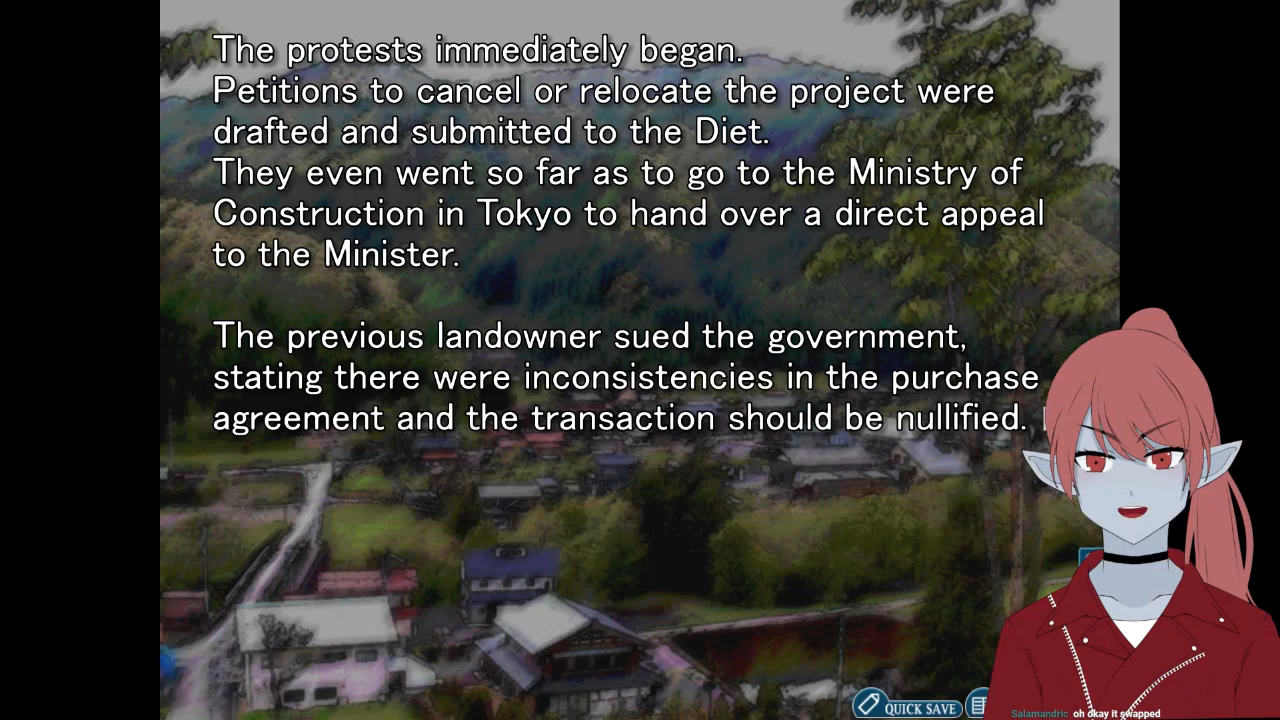 The protests immediately began.
Petitions to cancel or relocate the project were
drafted and submitted to the Diet.
They even went so far as to go to the Ministry of
Construction in Tokyo to hand over a direct appeal
to the Minister.
The previous landowner sued the government,
stating there were inconsistencies in the purchase
agreement and the transaction should be nullified.
QUICK SAVE
Salamandric oh okay it swapped